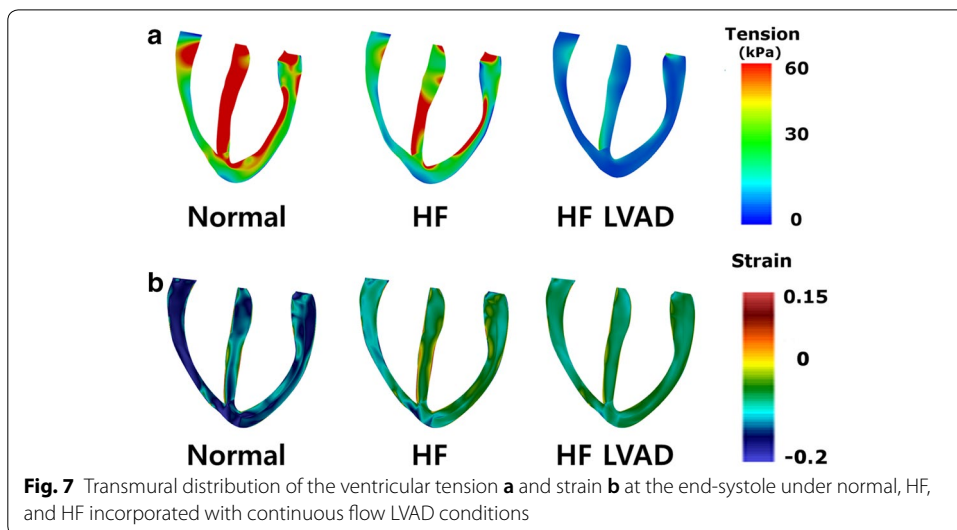 a
Tension
(kPa)
60
30
0
Normal
HF
HF LVAD
b
Strain
0.15
0
-0.2
Normal
HF
HF LVAD
Fig. 7 Transmural distribution of the ventricular tension a and strain b at the end-systole under normal, HF,
and HF incorporated with continuous flow LVAD conditions